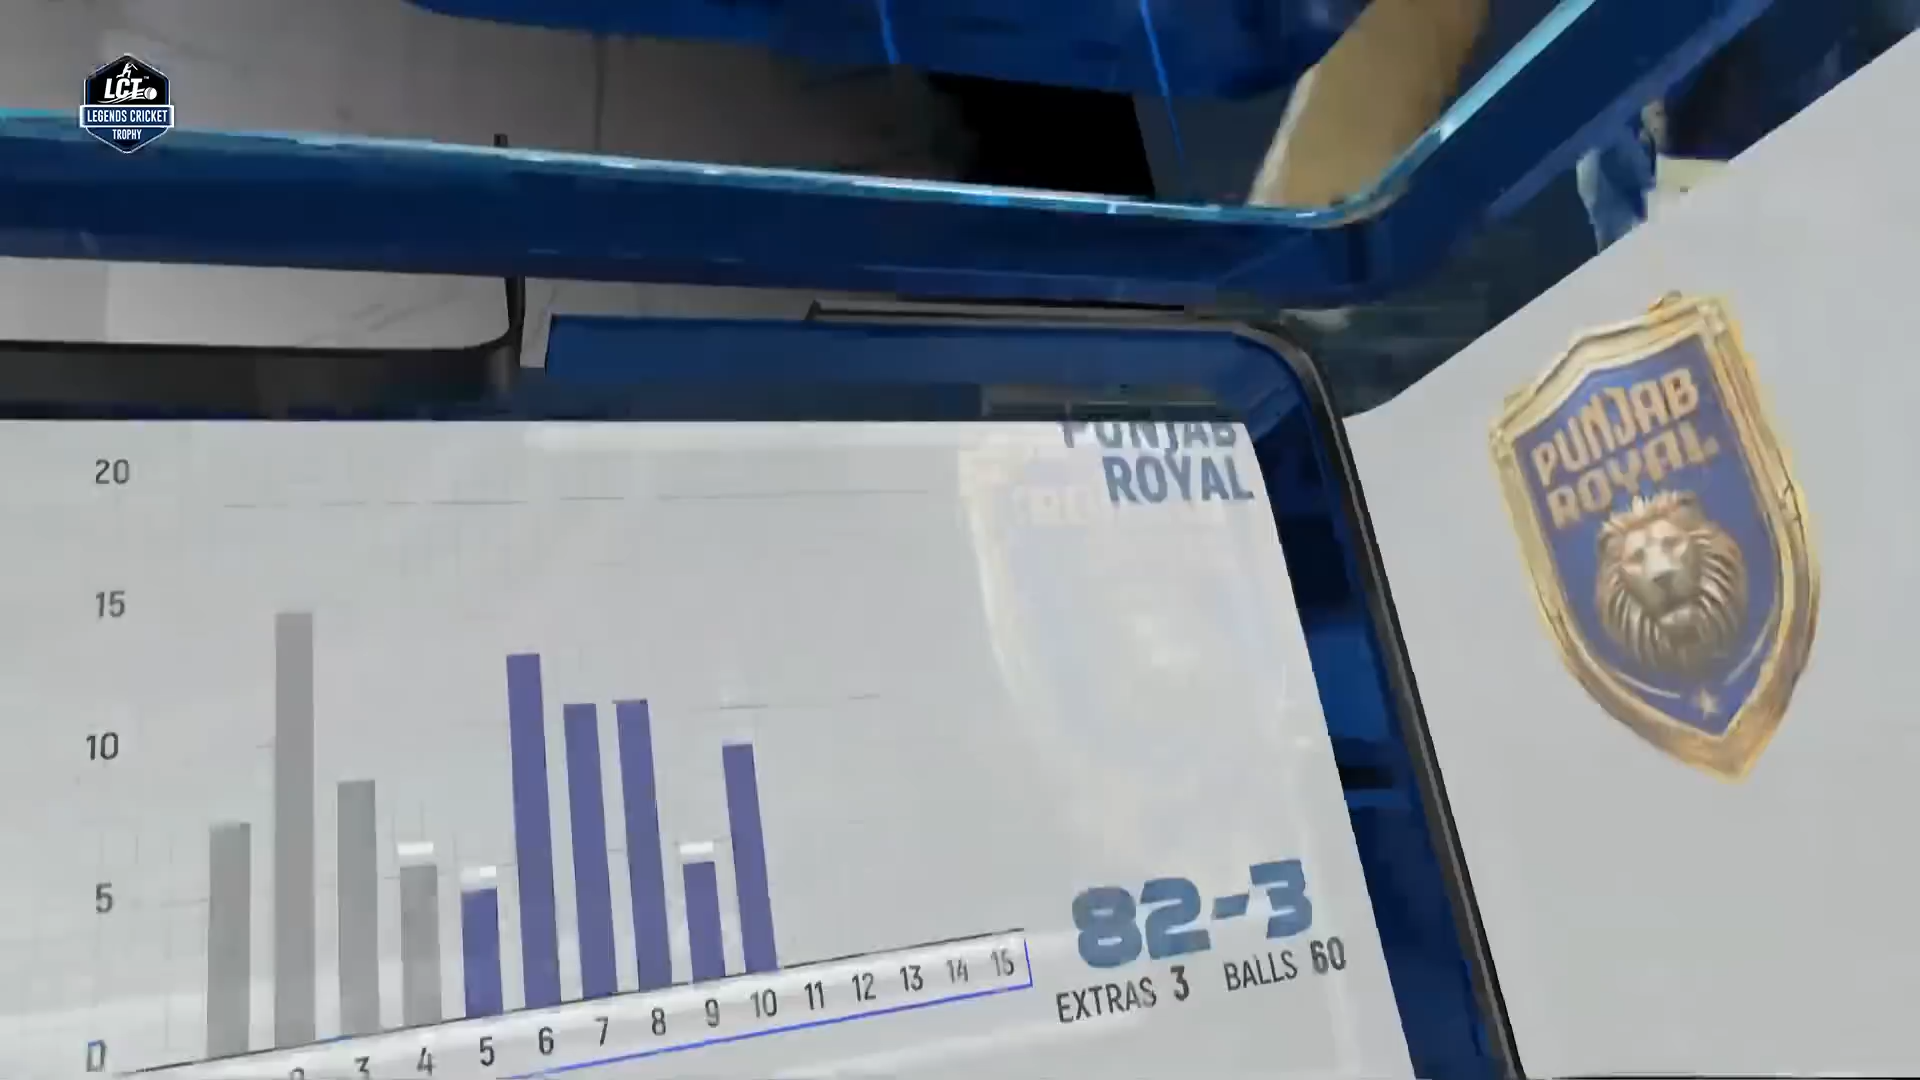 LCT
LEGENDS CRICKET
TROPHY
PUNJAB
ROYAL
PUNJAB
ROYAL
20
15
10
5
0
3 4 5 6 7 8 9 10 11 12 13 14 15
82-3
EXTRAS 3 BALLS 60